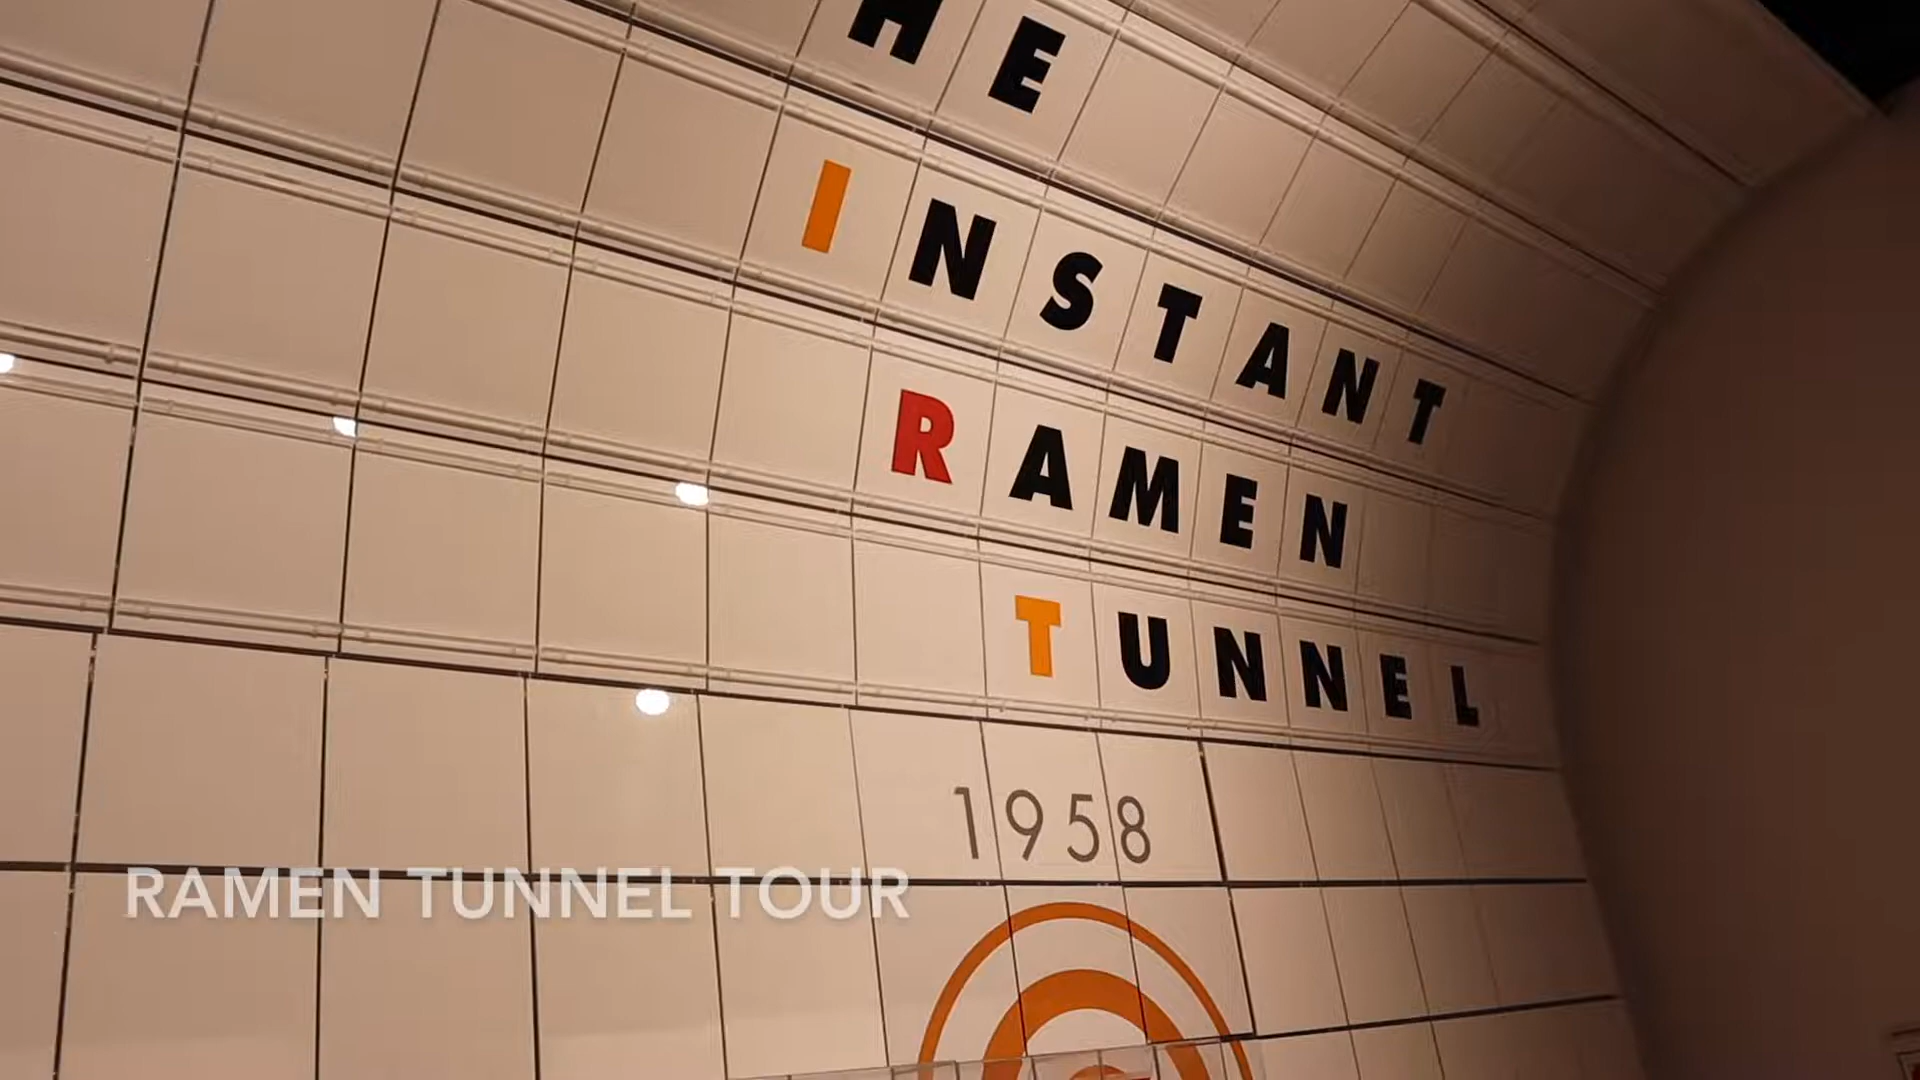 HE
INSTANT
RAMEN
TUNNEL
1958
RAMEN TUNNEL TOUR